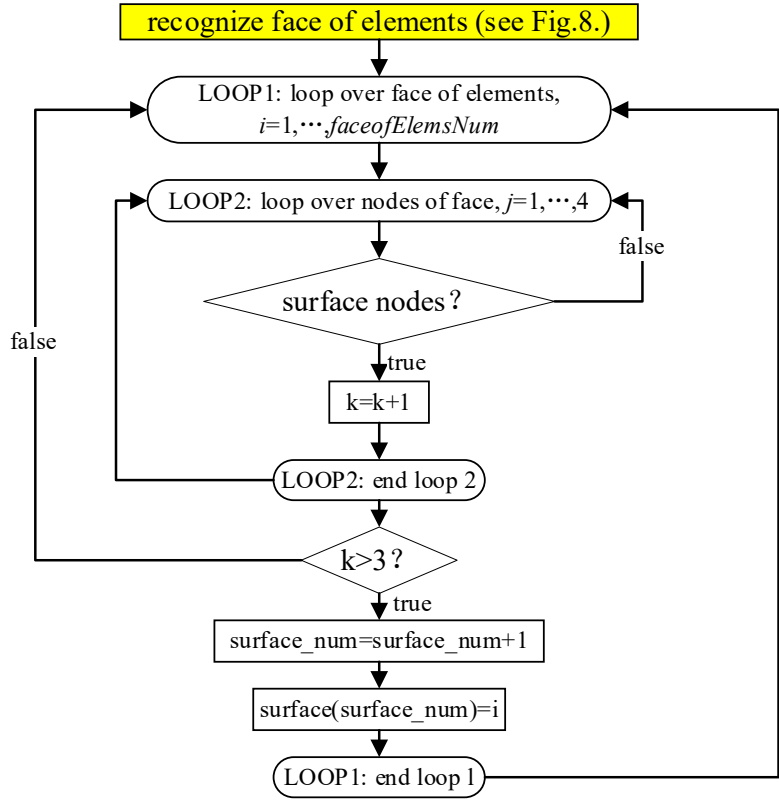 recognize face of elements (see Fig.8.)
LOOP1: loop over face of elements,
i=1,⋯,faceofElemsNum
LOOP2: loop over nodes of face, j=1,⋯,4
false
surface nodes?
false
true
k=k+1
LOOP2: end loop 2
k>3?
true
surface_num=surface_num+1
surface(surface_num)=i
LOOP1: end loop 1